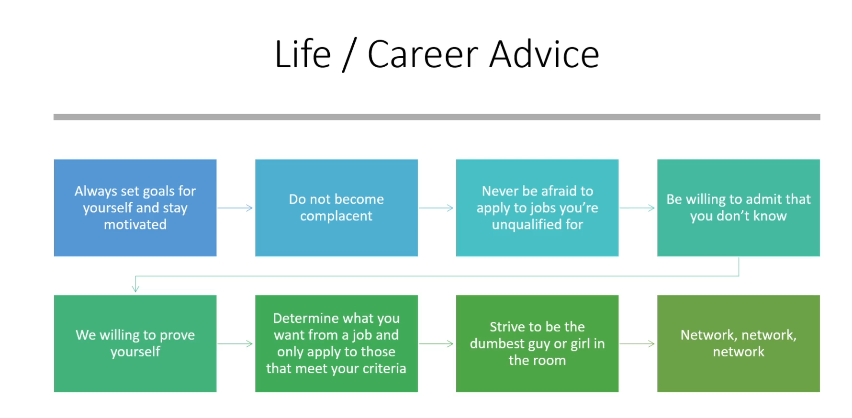 Life / Career Advice
Always set goals for
yourself and stay
motivated
Do not become
complacent
Never be afraid to
apply to jobs you're
unqualified for
Be willing to admit that
you don't know
We willing to prove
yourself
Determine what you
want from a job and
only apply to those
that meet your criteria
Strive to be the
dumbest guy or girl in
the room
Network, network,
network